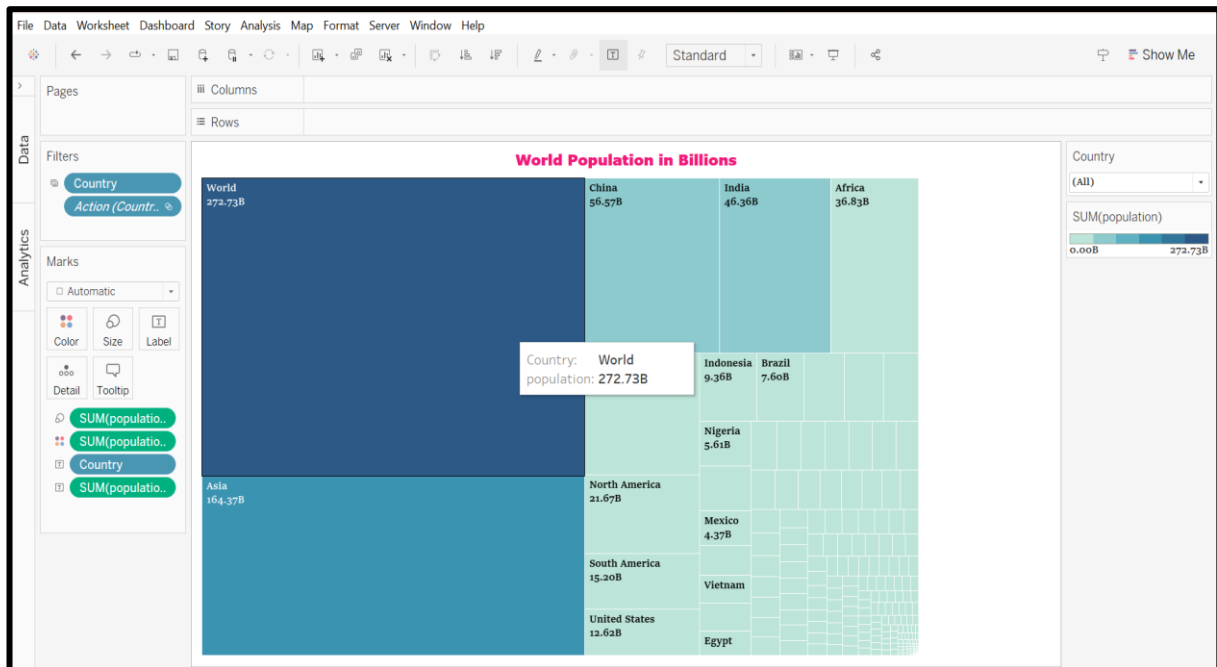 File Data Worksheet Dashboard Story Analysis Map Format Server Window Help
Standard
Show Me
Pages
Columns
Rows
Data
Analytics
Filters
Country
Action (Countr..
Marks
Automatic
Color Size Label
Detail Tooltip
SUM(populatio..
SUM(populatio..
Country
SUM(populatio..
World Population in Billions
World
272.73B
China
56.57B
India
46.36B
Africa
36.83B
Country: World
population: 272.73B
Indonesia
9.36B
Brazil
7.60B
Nigeria
5.61B
Asia
164.37B
North America
21.67B
Mexico
4.37B
South America
15.20B
Vietnam
United States
12.62B
Egypt
Country
(All)
SUM(population)
0.00B 272.73B